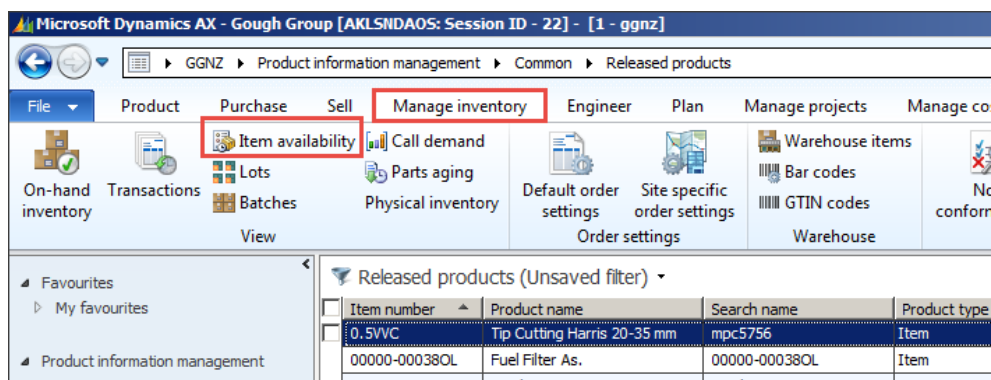 Microsoft Dynamics AX - Gough Group [AKLSNDAOS: Session ID - 22] - [1 - ggnz]
GGNZ Product information management Common Released products
File Product Purchase Sell Manage inventory Engineer Plan Manage projects Manage co
On-hand inventory
Transactions
Item availability
Lots
Batches
Call demand
Parts aging
Physical inventory
View
Default order settings
Site specific order settings
Order settings
Warehouse items
Bar codes
GTIN codes
Warehouse
No
conform
Favourites
My favourites
Product information management
Released products (Unsaved filter)
Item number Product name Search name Product type
0.5VVC Tip Cutting Harris 20-35 mm mpc5756 Item
00000-00038OL Fuel Filter As. 00000-00038OL Item